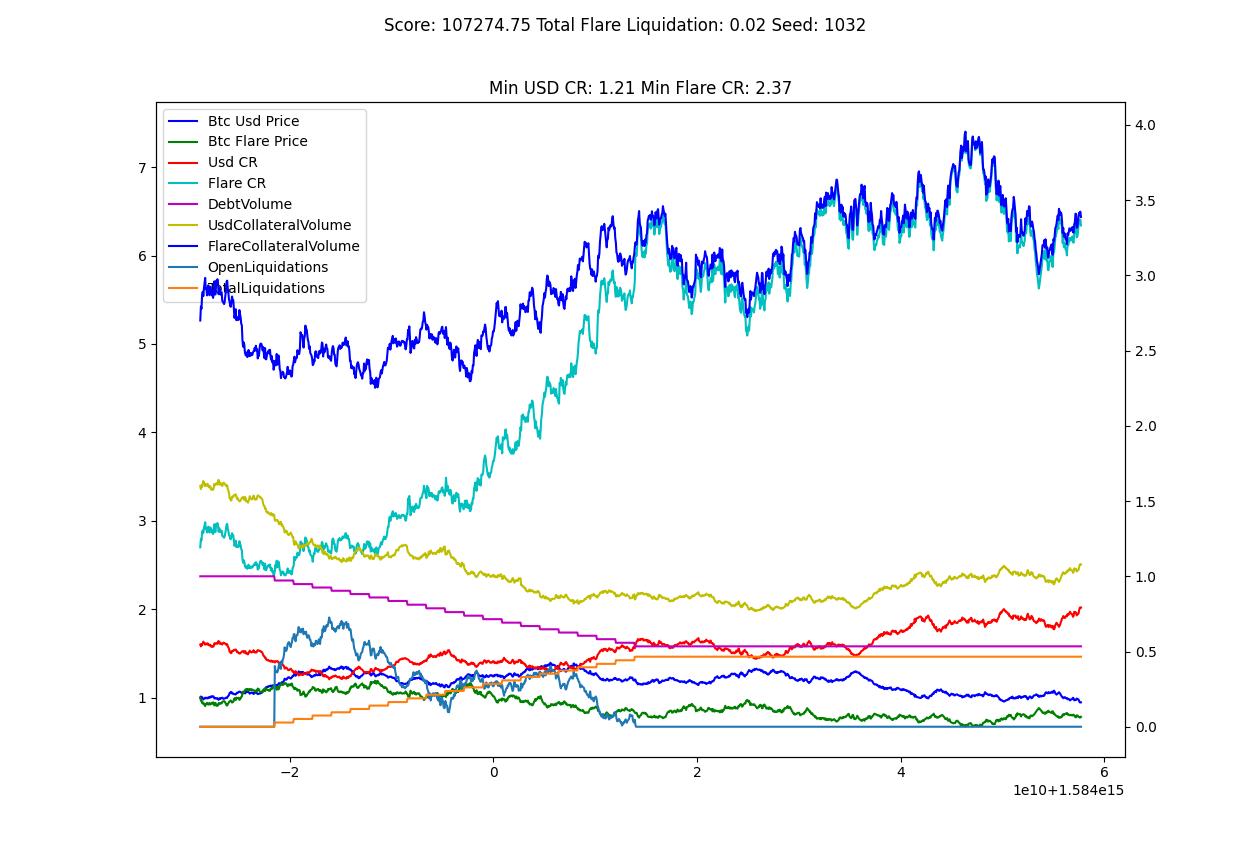 Score: 107274.75 Total Flare Liquidation: 0.02 Seed: 1032
Min USD CR: 1.21 Min Flare CR: 2.37
Btc Usd Price
Btc Flare Price
Usd CR
Flare CR
DebtVolume
UsdCollateralVolume
FlareCollateralVolume
OpenLiquidations
TotalLiquidations
7
6
5
4
3
2
1
4.0
3.5
3.0
2.5
2.0
1.5
1.0
0.5
0.0
−2
0
2
4
6
1e10+1.584e15